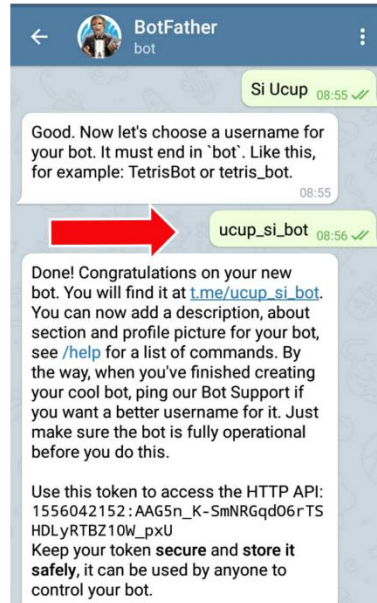 BotFather
bot
Si Ucup 08:55
Good. Now let's choose a username for
your bot. It must end in `bot`. Like this,
for example: TetrisBot or tetris_bot.
08:55
ucup_si_bot 08:56
Done! Congratulations on your new
bot. You will find it at t.me/ucup_si_bot.
You can now add a description, about
section and profile picture for your bot,
see /help for a list of commands. By
the way, when you've finished creating
your cool bot, ping our Bot Support if
you want a better username for it. Just
make sure the bot is fully operational
before you do this.
Use this token to access the HTTP API:
1556042152:AAG5n_K-SmNRGqdO6rTS
HDLyRTBZ1OW_pxU
Keep your token secure and store it
safely, it can be used by anyone to
control your bot.